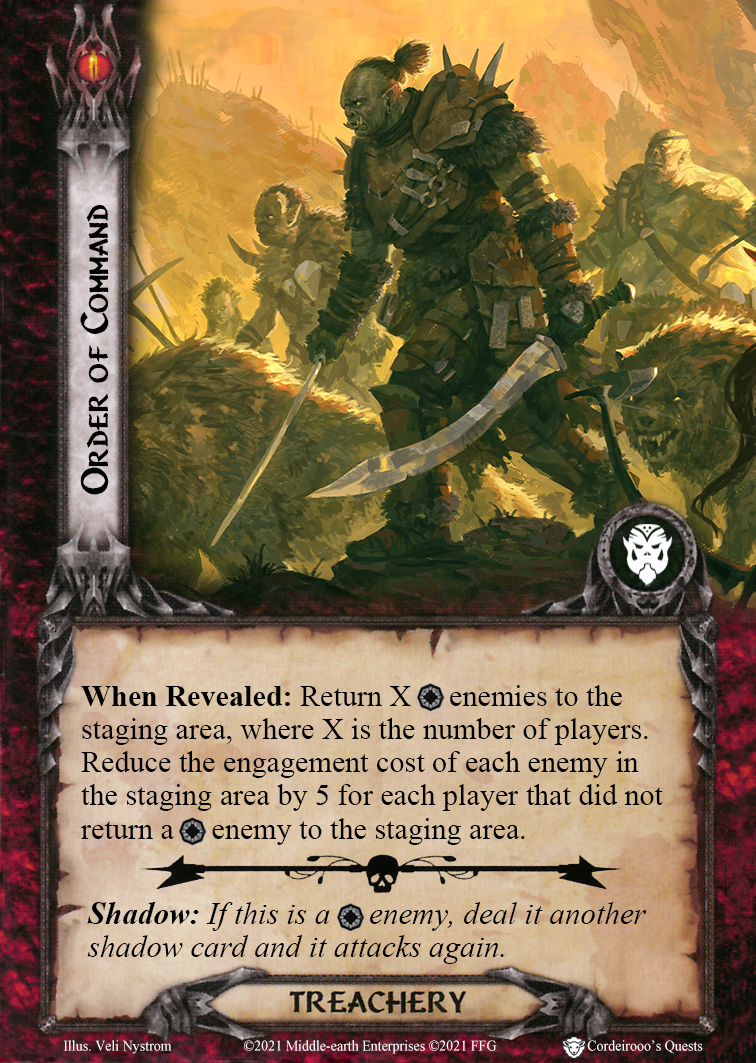 Order of Command
When Revealed: Return X enemies to the
staging area, where X is the number of players.
Reduce the engagement cost of each enemy in
the staging area by 5 for each player that did not
return a enemy to the staging area.
Shadow: If this is a enemy, deal it another
shadow card and it attacks again.
TREACHERY
Illus. Veli Nystrom ©2021 Middle-earth Enterprises ©2021 FFG Cordeirooo's Quests